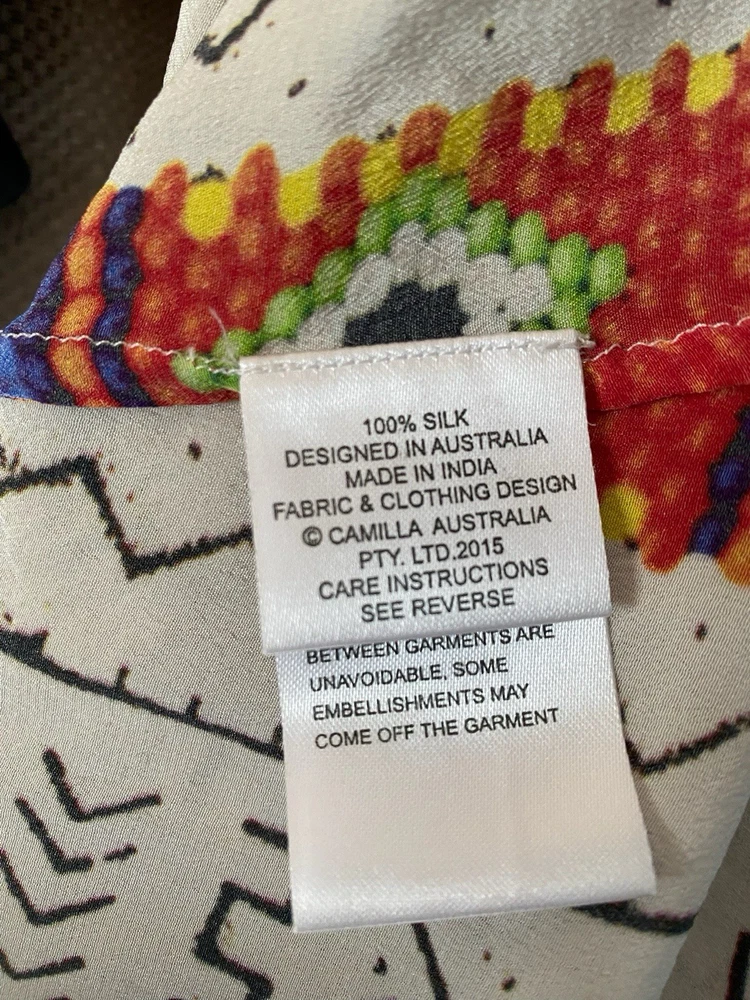 100% SILK
DESIGNED IN AUSTRALIA
MADE IN INDIA
FABRIC & CLOTHING DESIGN
© CAMILLA AUSTRALIA
PTY. LTD.2015
CARE INSTRUCTIONS
SEE REVERSE
BETWEEN GARMENTS ARE
UNAVOIDABLE, SOME
EMBELLISHMENTS MAY
COME OFF THE GARMENT